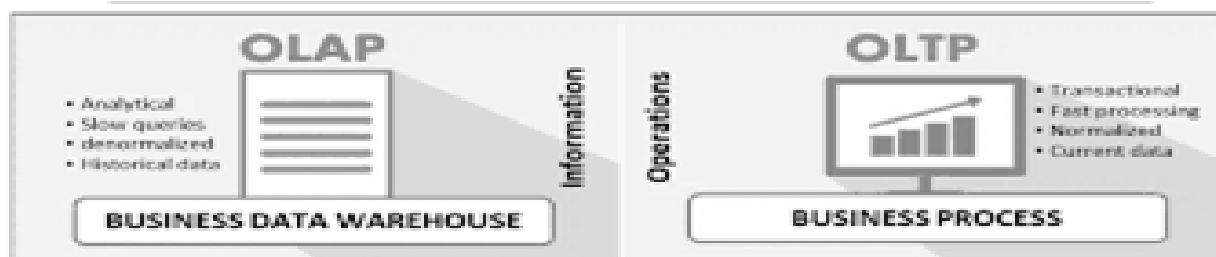 OLAP
• Analytical
• Slow queries
• denormalized
• Historical data
Information
BUSINESS DATA WAREHOUSE
OLTP
Operations
• Transactional
• Fast processing
• Normalized
• Current data
BUSINESS PROCESS